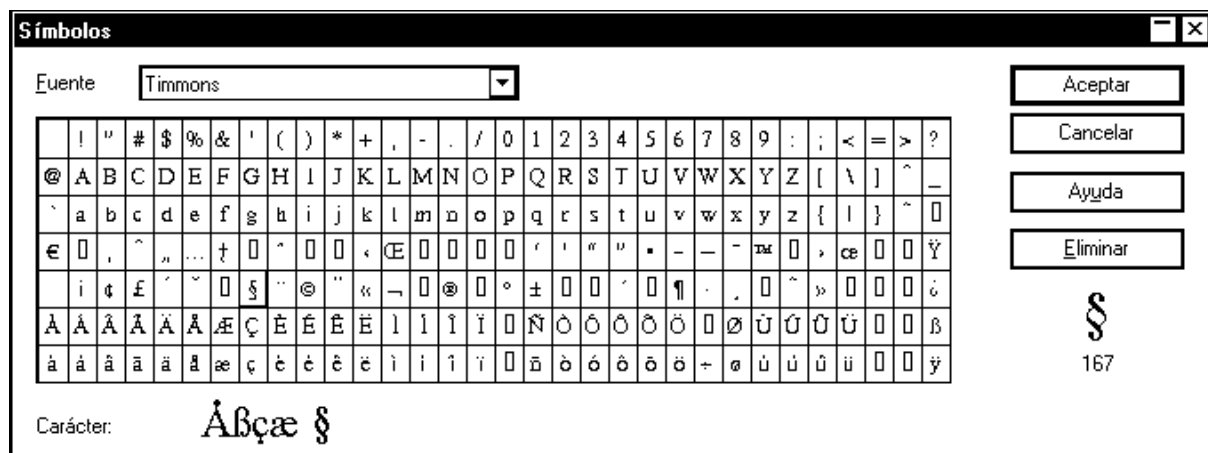 Símbolos
Fuente Timmons
Aceptar
Cancelar
Ayuda
Eliminar
! " # $ % & ' ( ) * + , - . / 0 1 2 3 4 5 6 7 8 9 : ; < = > ?
@ A B C D E F G H I J K L M N O P Q R S T U V W X Y Z [ \ ] ^ _
` a b c d e f g h i j k l m n o p q r s t u v w x y z { | } ~
€ ‚ ˆ „ … † ‹ Œ ‘ ’ “ ” • – — ™ › œ Ÿ
¡ ¢ £ § ¨ © « ¬ ® ° ± ´ ¶ · ¸ » ¿
À Á Â Ã Ä Å Æ Ç È É Ê Ë Ì Í Î Ï Ñ Ò Ó Ô Õ Ö Ø Ù Ú Û Ü ß
à á â ã ä å æ ç è é ê ë ì í î ï ñ ò ó ô õ ö ÷ ø ù ú û ü ÿ
§
167
Carácter: Åßçæ §